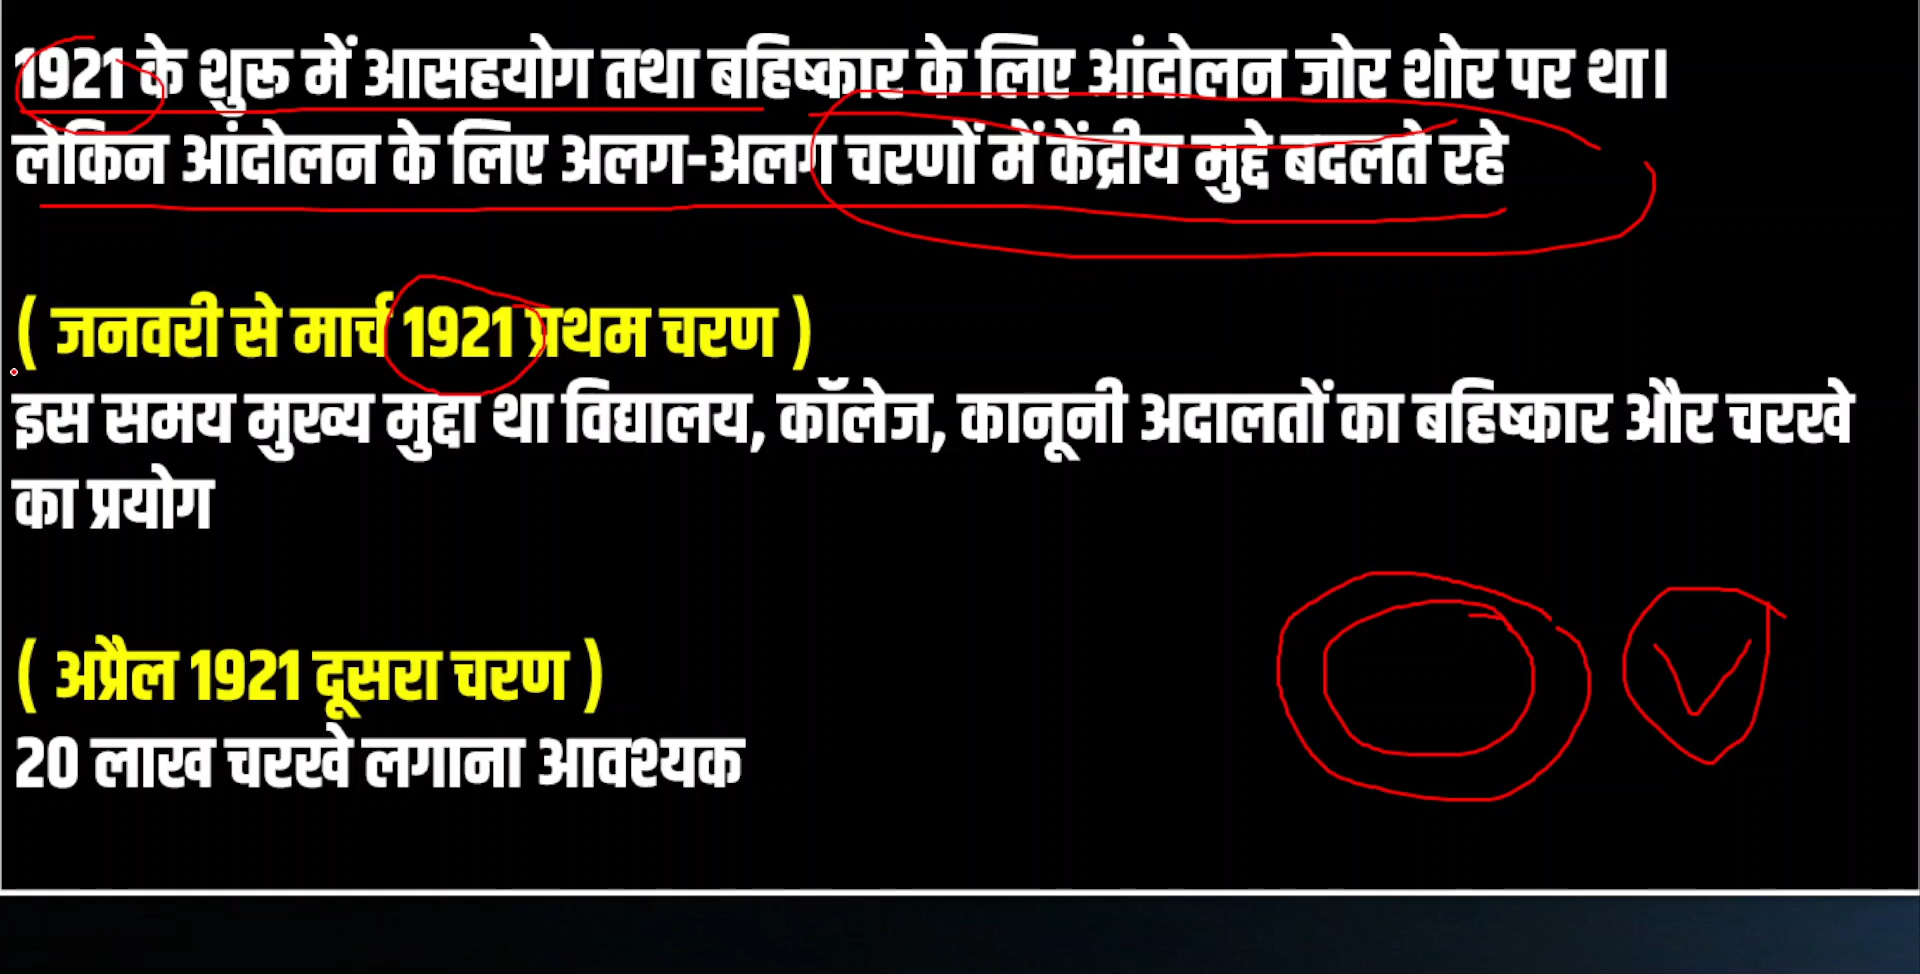 1921 के शुरू में आसहयोग तथा बहिष्कार के लिए आंदोलन जोर शोर पर था।
लेकिन आंदोलन के लिए अलग-अलग चरणों में केंद्रीय मुद्दे बदलते रहे
( जनवरी से मार्च 1921 प्रथम चरण )
इस समय मुख्य मुद्दा था विद्यालय, कॉलेज, कानूनी अदालतों का बहिष्कार और चरखे
का प्रयोग
( अप्रैल 1921 दूसरा चरण )
20 लाख चरखे लगाना आवश्यक